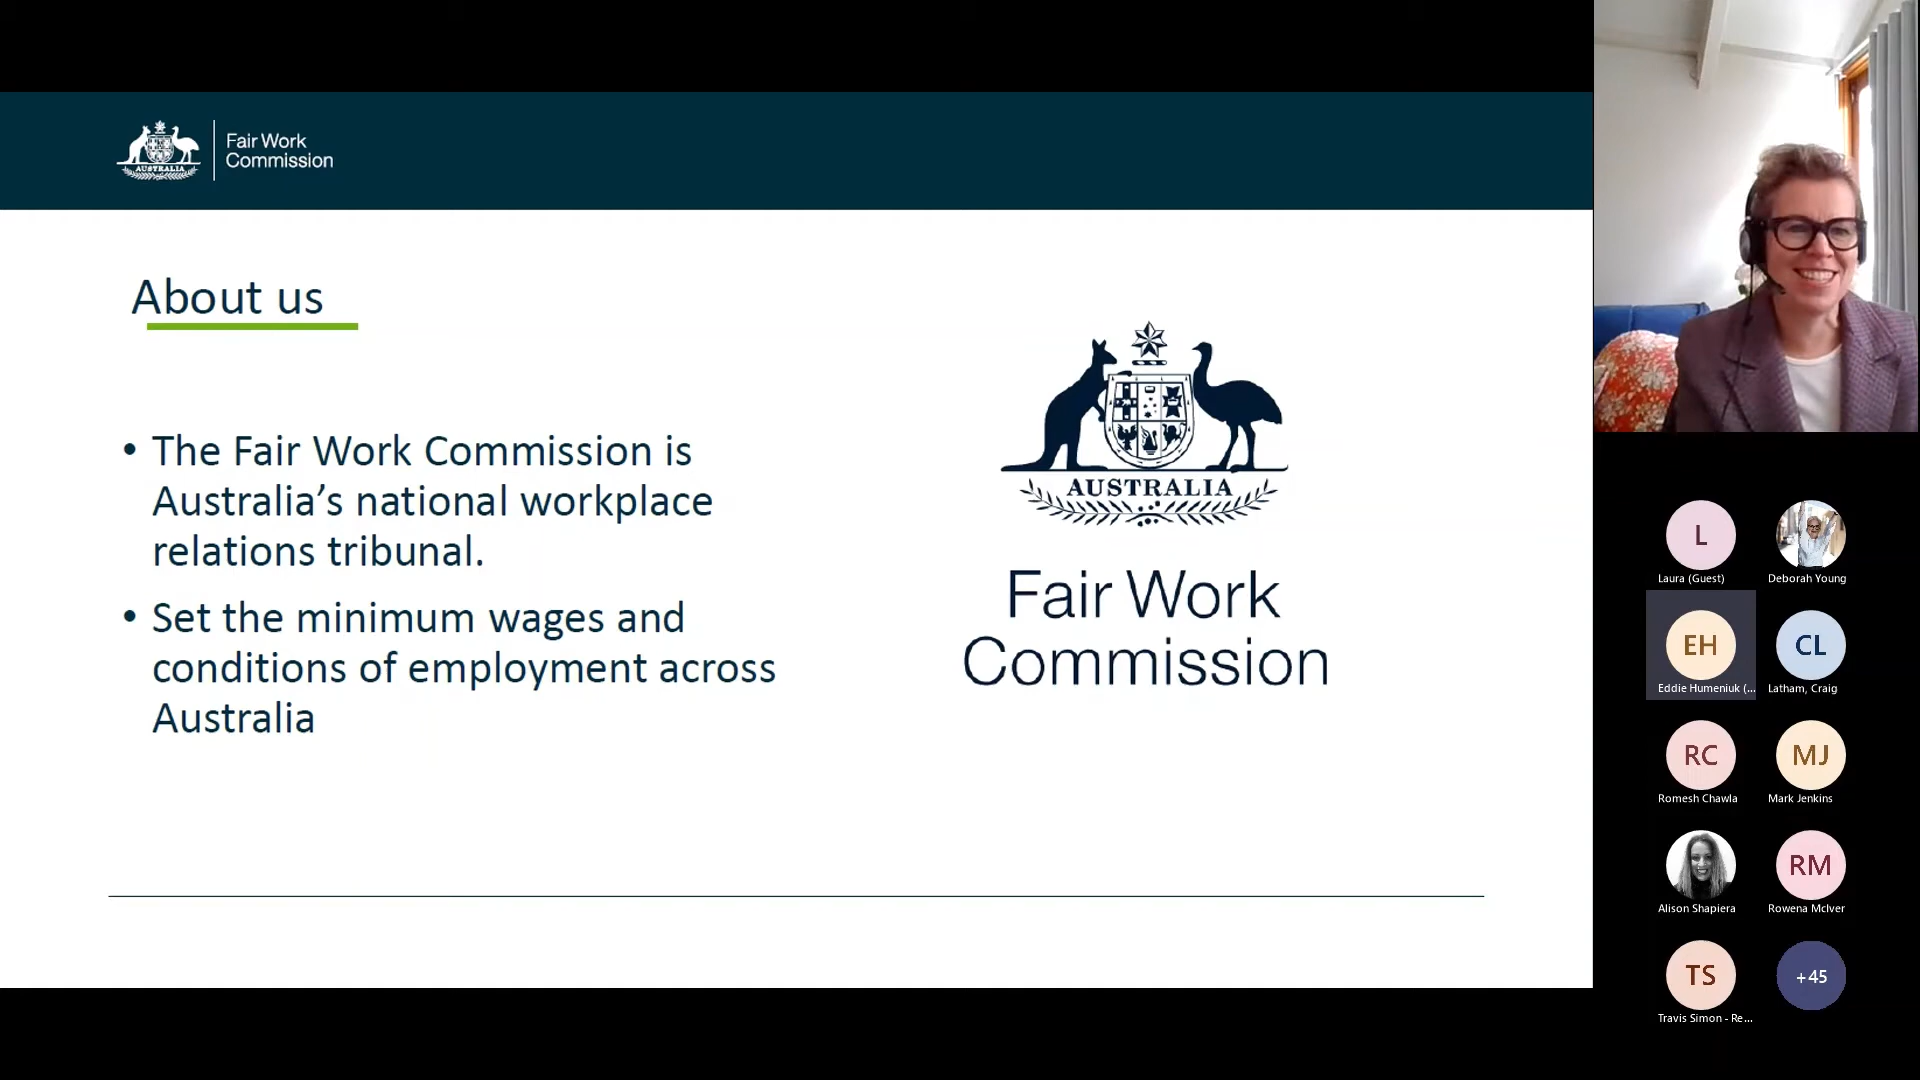 AUSTRALIA
Fair Work
Commission
About us
• The Fair Work Commission is
Australia’s national workplace
relations tribunal.
• Set the minimum wages and
conditions of employment across
Australia
AUSTRALIA
Fair Work
Commission
L
Laura (Guest)
Deborah Young
EH
Eddie Humeniuk (...
CL
Latham, Craig
RC
Romesh Chawla
MJ
Mark Jenkins
Alison Shapiera
RM
Rowena McIver
TS
Travis Simon - Re...
+45